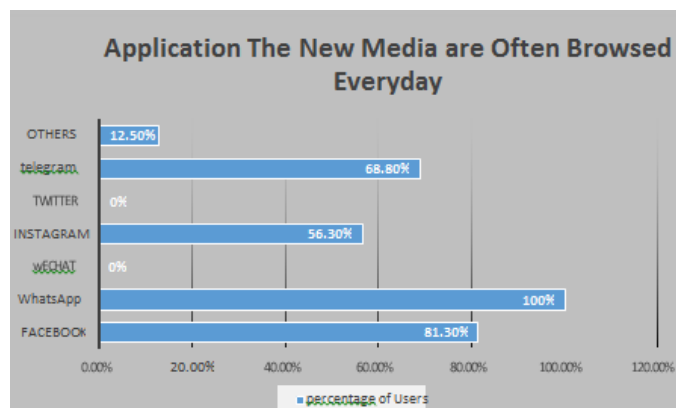 Application The New Media are Often Browsed
Everyday
OTHERS 12.50%
telegram 68.80%
TWITTER 0%
INSTAGRAM 56.30%
wECHAT 0%
WhatsApp 100%
FACEBOOK 81.30%
0.00% 20.00% 40.00% 60.00% 80.00% 100.00% 120.00%
percentage of Users